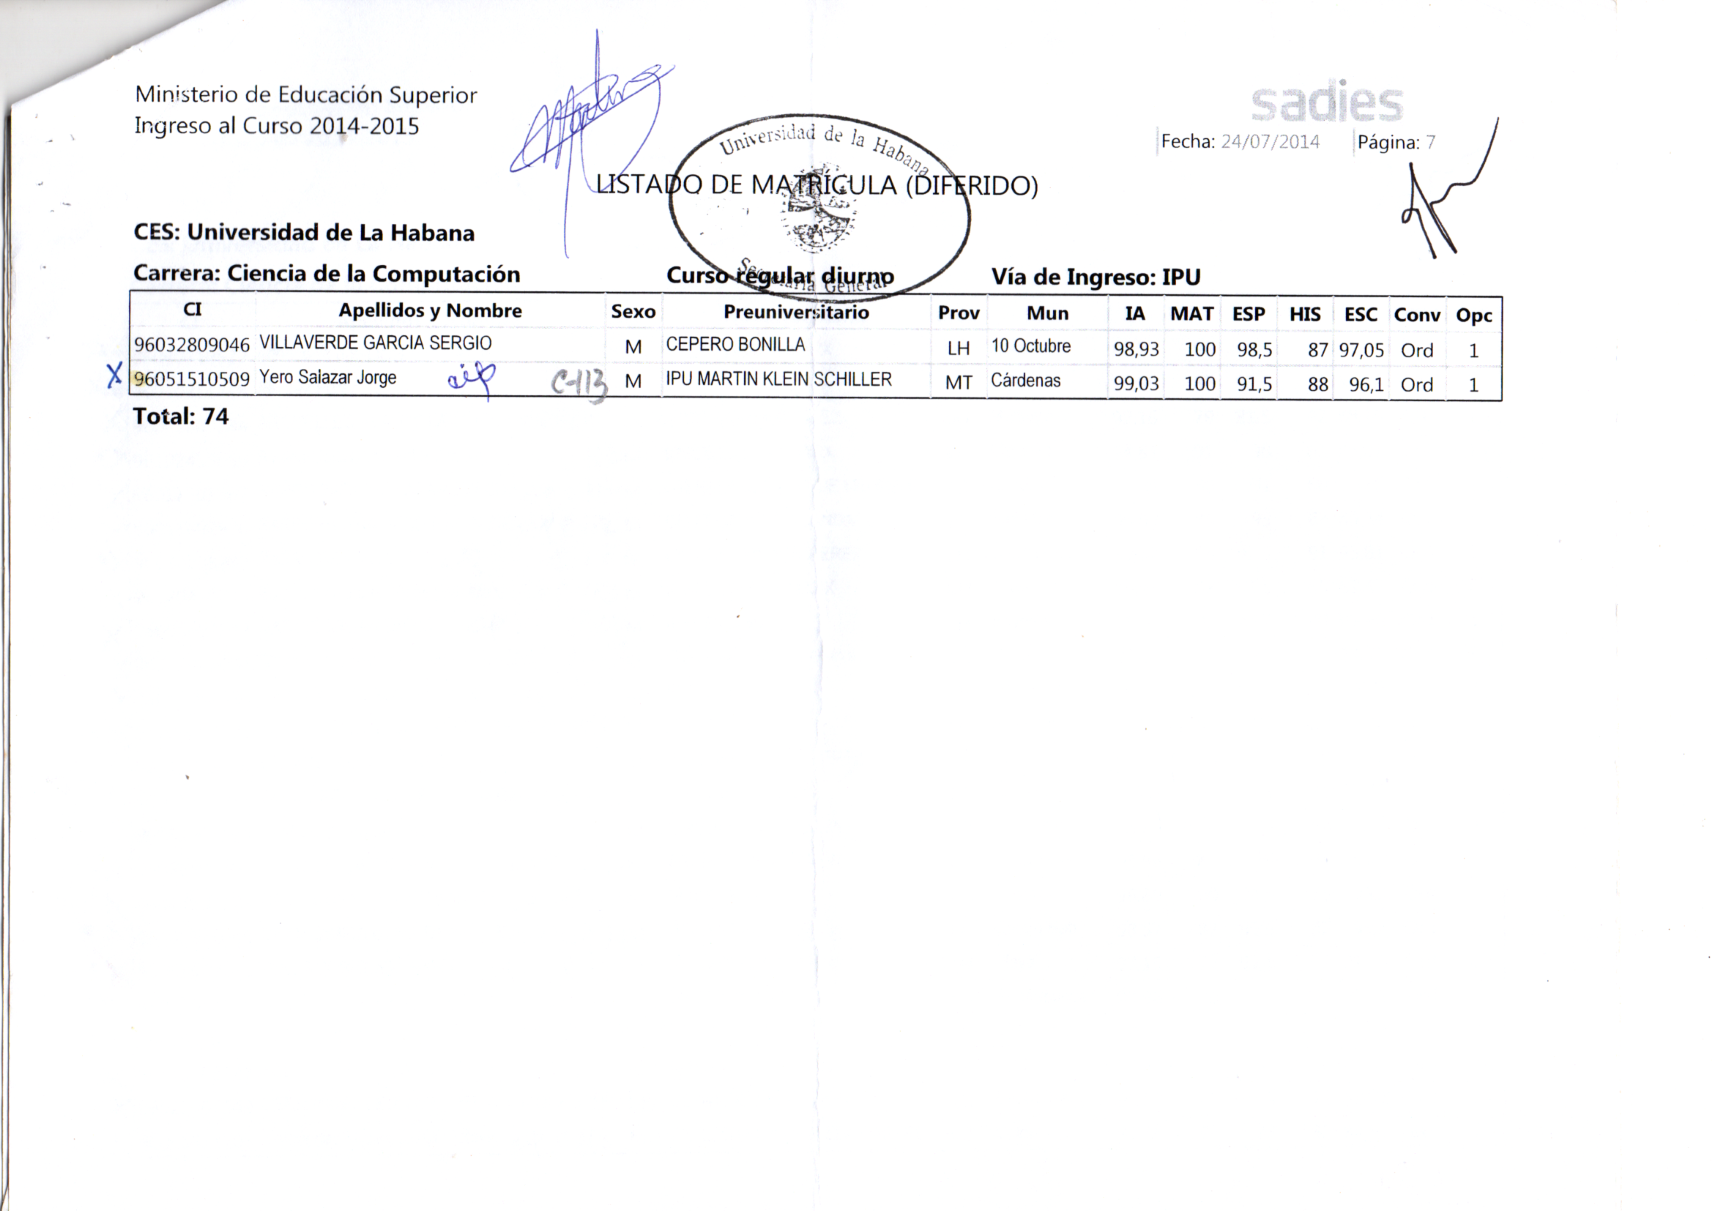 Ministerio de Educación Superior
Ingreso al Curso 2014-2015
sadies
Fecha: 24/07/2014 Página: 7
Universidad de la Habana
Secretaría General
LISTADO DE MATRÍCULA (DIFERIDO)
CES: Universidad de La Habana
Carrera: Ciencia de la Computación Curso regular diurno Vía de Ingreso: IPU
CI Apellidos y Nombre Sexo Preuniversitario Prov Mun IA MAT ESP HIS ESC Conv Opc
96032809046 VILLAVERDE GARCIA SERGIO M CEPERO BONILLA LH 10 Octubre 98,93 100 98,5 87 97,05 Ord 1
X 96051510509 Yero Salazar Jorge C-113 M IPU MARTIN KLEIN SCHILLER MT Cárdenas 99,03 100 91,5 88 96,1 Ord 1
Total: 74